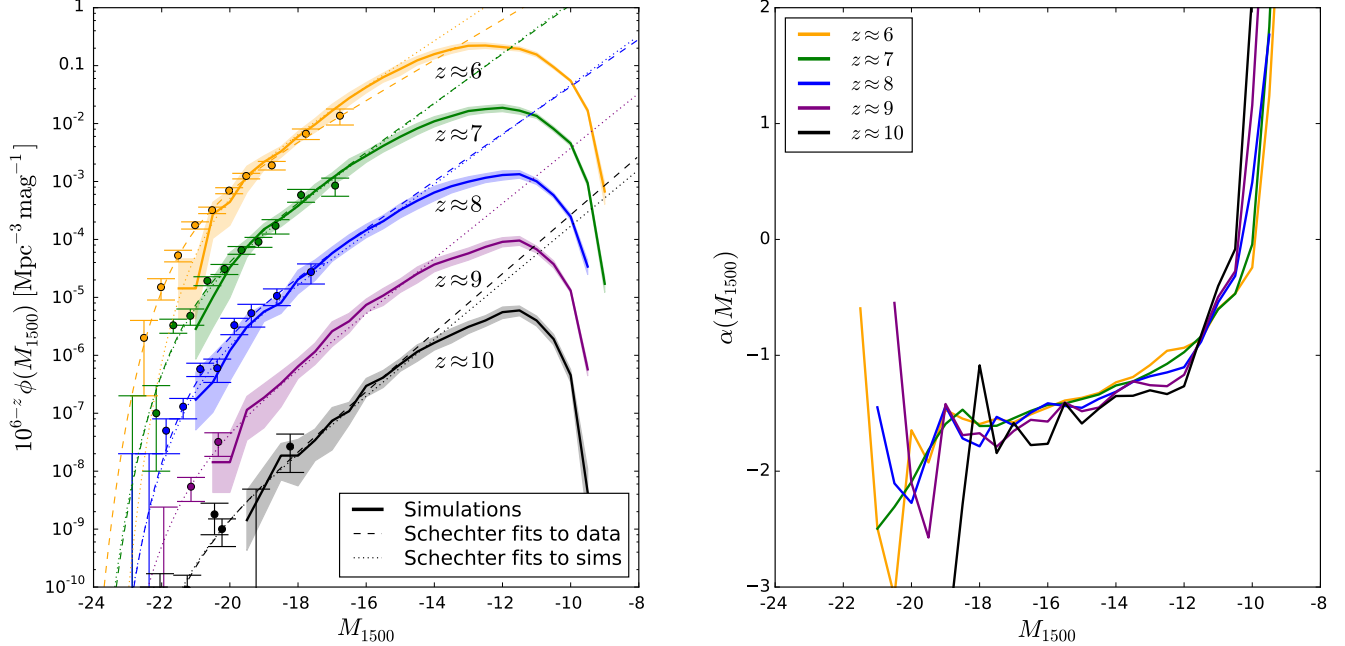 1
0.1
10⁻²
10⁻³
10⁻⁴
10⁻⁵
10⁻⁶
10⁻⁷
10⁻⁸
10⁻⁹
10⁻¹⁰
10⁶⁻ᶻ ϕ(M₁₅₀₀) [Mpc⁻³ mag⁻¹]
z≈6
z≈7
z≈8
z≈9
z≈10
Simulations
Schechter fits to data
Schechter fits to sims
-24 -22 -20 -18 -16 -14 -12 -10 -8
M₁₅₀₀
2
1
0
−1
−2
−3
α(M₁₅₀₀)
z≈6
z≈7
z≈8
z≈9
z≈10
-24 -22 -20 -18 -16 -14 -12 -10 -8
M₁₅₀₀